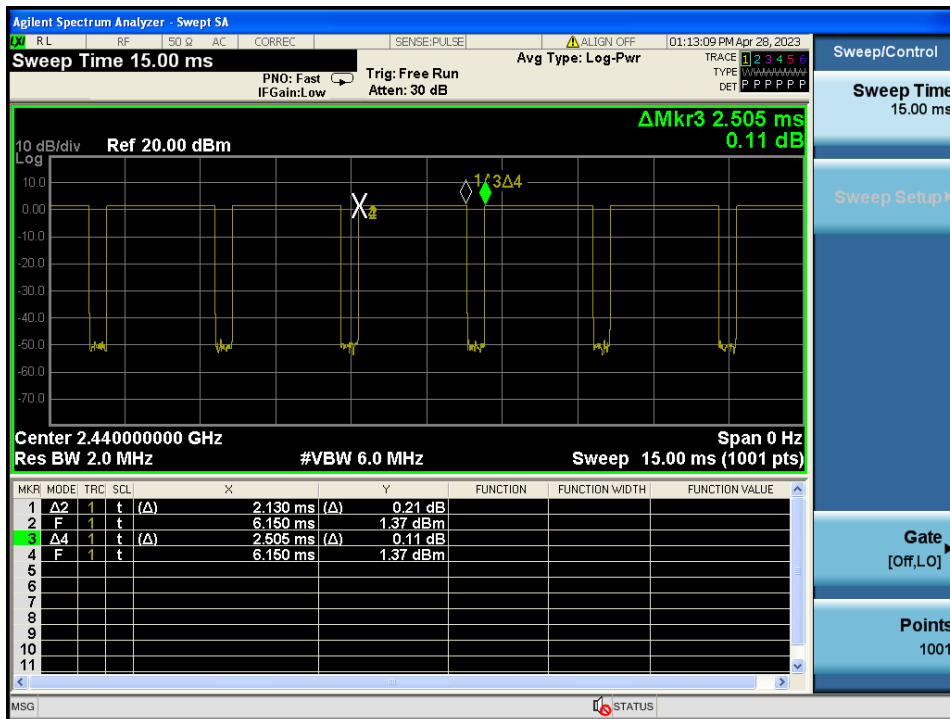 Agilent Spectrum Analyzer - Swept SA
LXI RL RF 50 Ω AC CORREC SENSE:PULSE ALIGN OFF 01:13:09 PM Apr 28, 2023
Sweep Time 15.00 ms
PNO: Fast
IFGain:Low
Trig: Free Run
Atten: 30 dB
Avg Type: Log-Pwr
TRACE 1 2 3 4 5 6
TYPE WWWWWW
DET P P P P P P
ΔMkr3 2.505 ms
0.11 dB
10 dB/div
Log
Ref 20.00 dBm
10.0
0.00
-10.0
-20.0
-30.0
-40.0
-50.0
-60.0
-70.0
3Δ4
Center 2.440000000 GHz
Span 0 Hz
Res BW 2.0 MHz
#VBW 6.0 MHz
Sweep 15.00 ms (1001 pts)
MKR MODE TRC SCL X Y FUNCTION FUNCTION WIDTH FUNCTION VALUE
1 Δ2 1 t (Δ) 2.130 ms (Δ) 0.21 dB
2 F 1 t 6.150 ms 1.37 dBm
3 Δ4 1 t (Δ) 2.505 ms (Δ) 0.11 dB
4 F 1 t 6.150 ms 1.37 dBm
5
6
7
8
9
10
11
MSG
STATUS
Sweep/Control
Sweep Time
15.00 ms
Sweep Setup
Gate
[Off,LO]
Points
1001